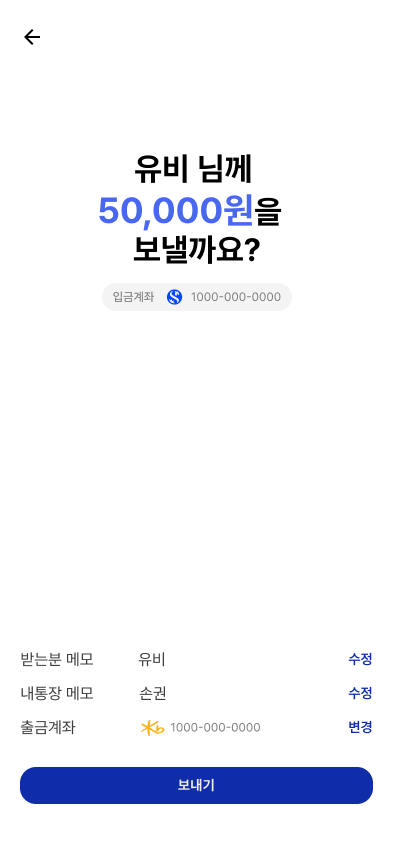 유비 님께
50,000원을
보낼까요?
입금계좌 1000-000-0000
받는분 메모 유비 수정
내통장 메모 손권 수정
출금계좌 1000-000-0000 변경
보내기